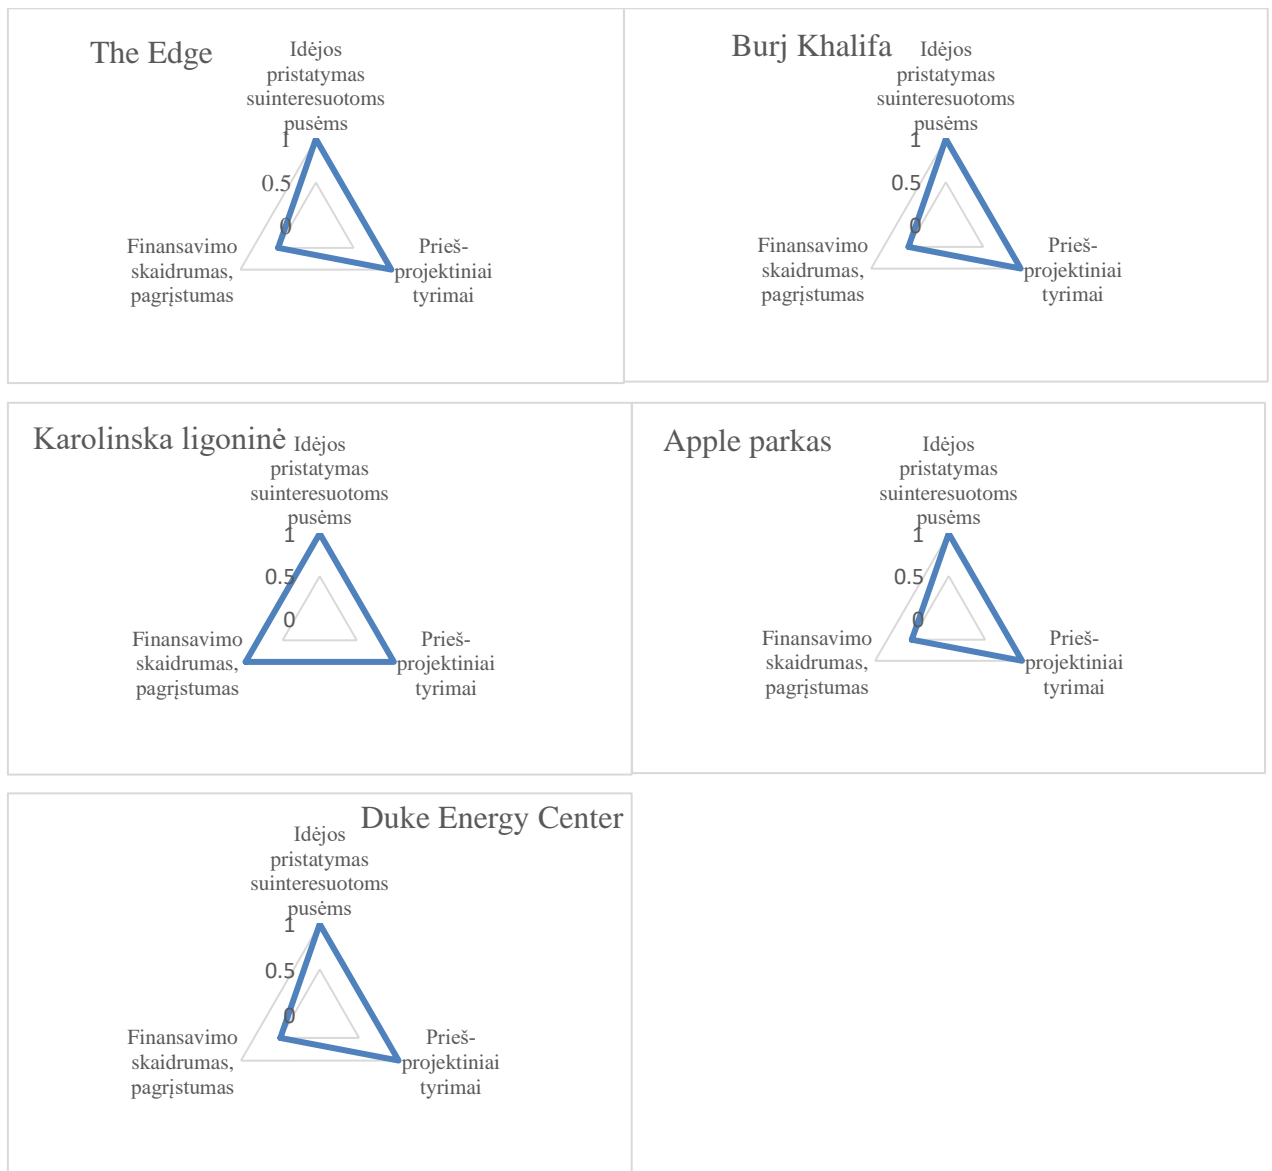 The Edge
Idėjos
pristatymas
suinteresuotoms
pusėms
1
0.5
0
Finansavimo
skaidrumas,
pagrįstumas
Prieš-
projektiniai
tyrimai
Burj Khalifa
Idėjos
pristatymas
suinteresuotoms
pusėms
1
0.5
0
Finansavimo
skaidrumas,
pagrįstumas
Prieš-
projektiniai
tyrimai
Karolinska ligoninė
Idėjos
pristatymas
suinteresuotoms
pusėms
1
0.5
0
Finansavimo
skaidrumas,
pagrįstumas
Prieš-
projektiniai
tyrimai
Apple parkas
Idėjos
pristatymas
suinteresuotoms
pusėms
1
0.5
0
Finansavimo
skaidrumas,
pagrįstumas
Prieš-
projektiniai
tyrimai
Duke Energy Center
Idėjos
pristatymas
suinteresuotoms
pusėms
1
0.5
0
Finansavimo
skaidrumas,
pagrįstumas
Prieš-
projektiniai
tyrimai